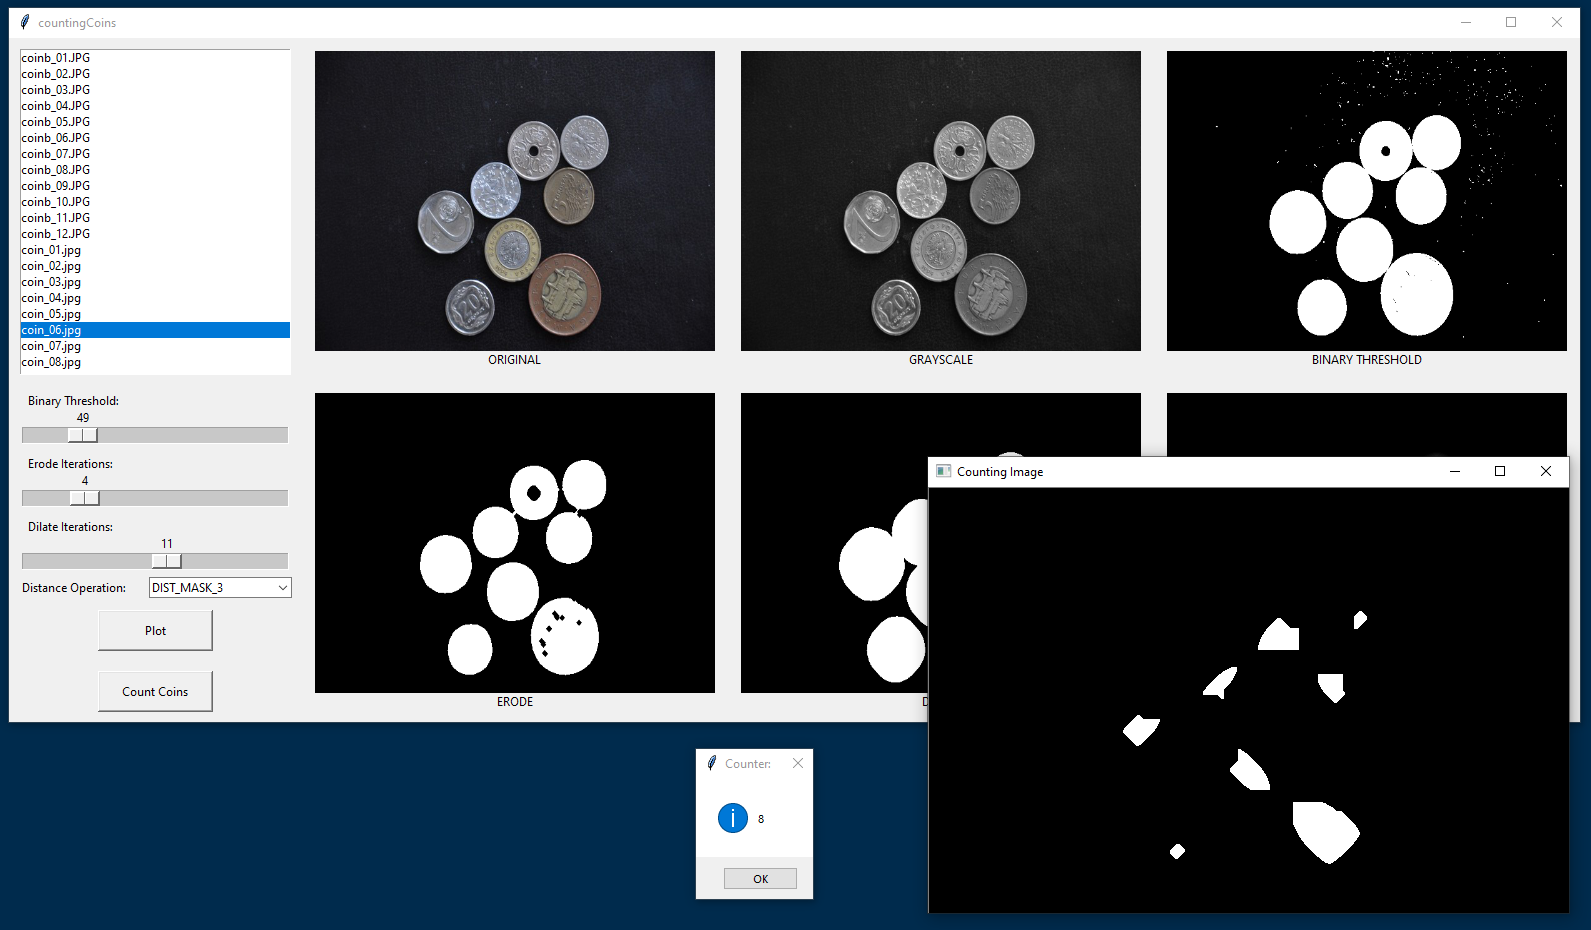 countingCoins
coinb_01.JPG
coinb_02.JPG
coinb_03.JPG
coinb_04.JPG
coinb_05.JPG
coinb_06.JPG
coinb_07.JPG
coinb_08.JPG
coinb_09.JPG
coinb_10.JPG
coinb_11.JPG
coinb_12.JPG
coin_01.jpg
coin_02.jpg
coin_03.jpg
coin_04.jpg
coin_05.jpg
coin_06.jpg
coin_07.jpg
coin_08.jpg
ORIGINAL
GRAYSCALE
BINARY THRESHOLD
Binary Threshold:
49
Erode Iterations:
4
Dilate Iterations:
11
Distance Operation: DIST_MASK_3
Plot
Count Coins
ERODE
D
Counting Image
Counter:
8
OK
20
20